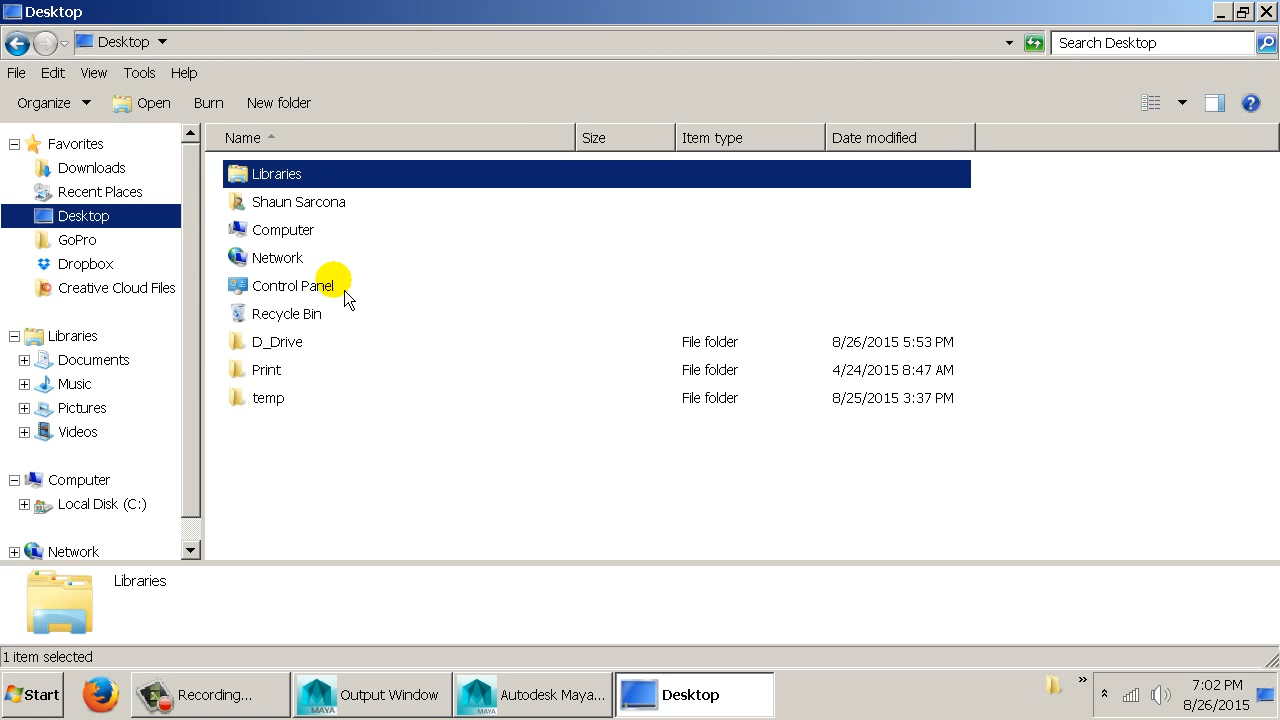 Desktop
Desktop
Search Desktop
File Edit View Tools Help
Organize Open Burn New folder
Favorites
Downloads
Recent Places
Desktop
GoPro
Dropbox
Creative Cloud Files
Libraries
Documents
Music
Pictures
Videos
Computer
Local Disk (C:)
Network
Name Size Item type Date modified
Libraries
Shaun Sarcona
Computer
Network
Control Panel
Recycle Bin
D_Drive File folder 8/26/2015 5:53 PM
Print File folder 4/24/2015 8:47 AM
temp File folder 8/25/2015 3:37 PM
Libraries
1 item selected
Start Recording... MAYA Output Window MAYA Autodesk Maya... Desktop
7:02 PM
8/26/2015